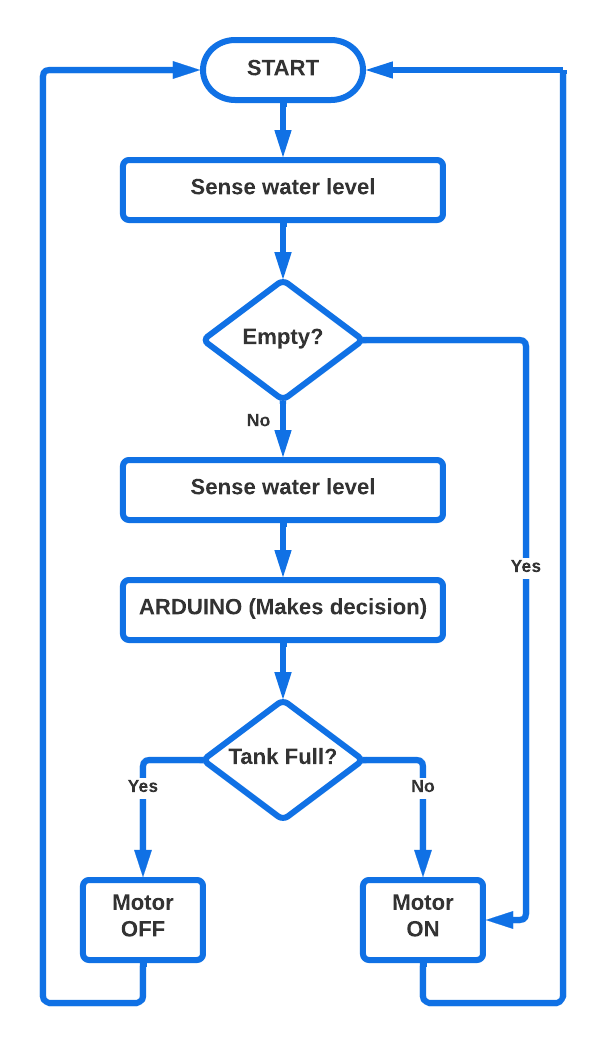 START
Sense water level
Empty?
No
Sense water level
Yes
ARDUINO (Makes decision)
Tank Full?
Yes
No
Motor
OFF
Motor
ON